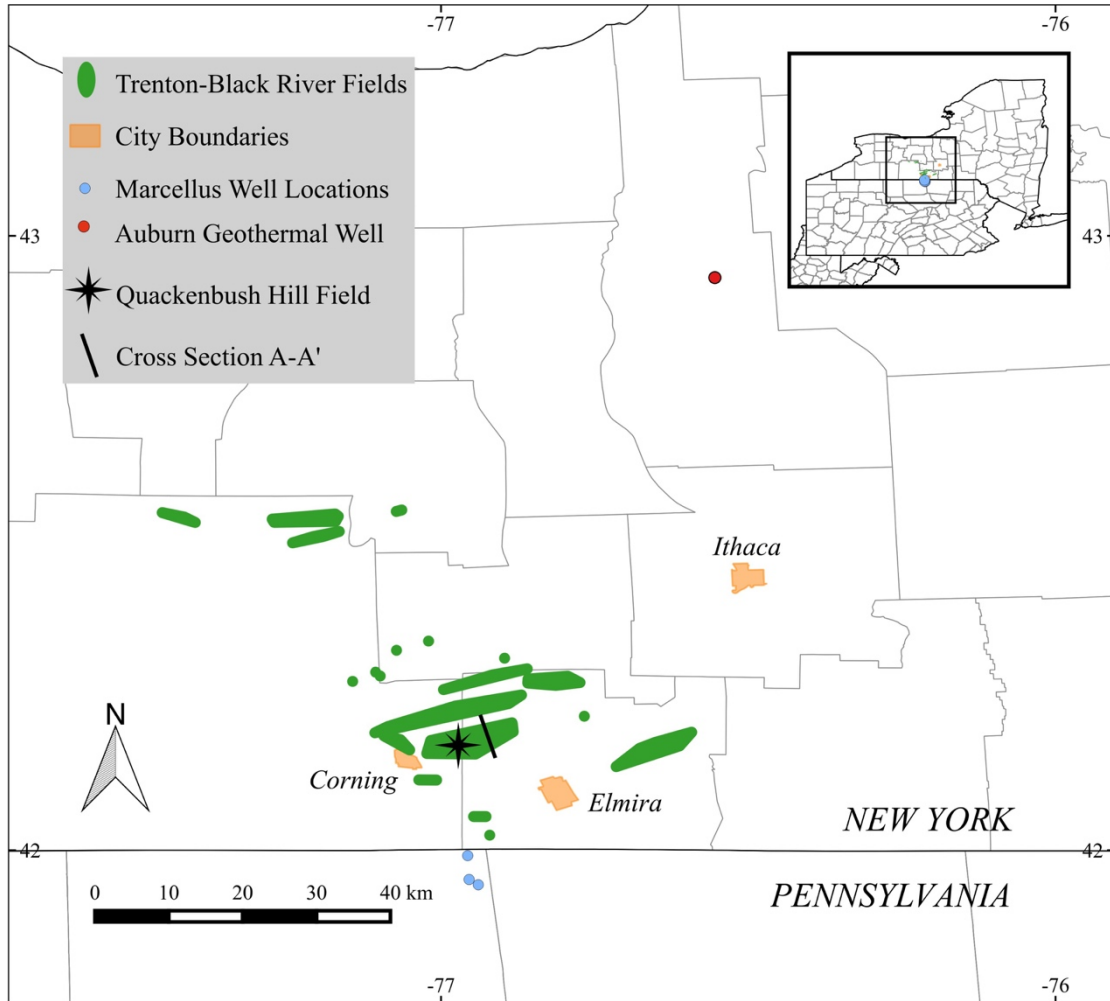 -77
-76
Trenton-Black River Fields
City Boundaries
Marcellus Well Locations
Auburn Geothermal Well
Quackenbush Hill Field
Cross Section A-A'
43
43
Ithaca
N
Corning
Elmira
NEW YORK
42
42
0 10 20 30 40 km
PENNSYLVANIA
-77
-76